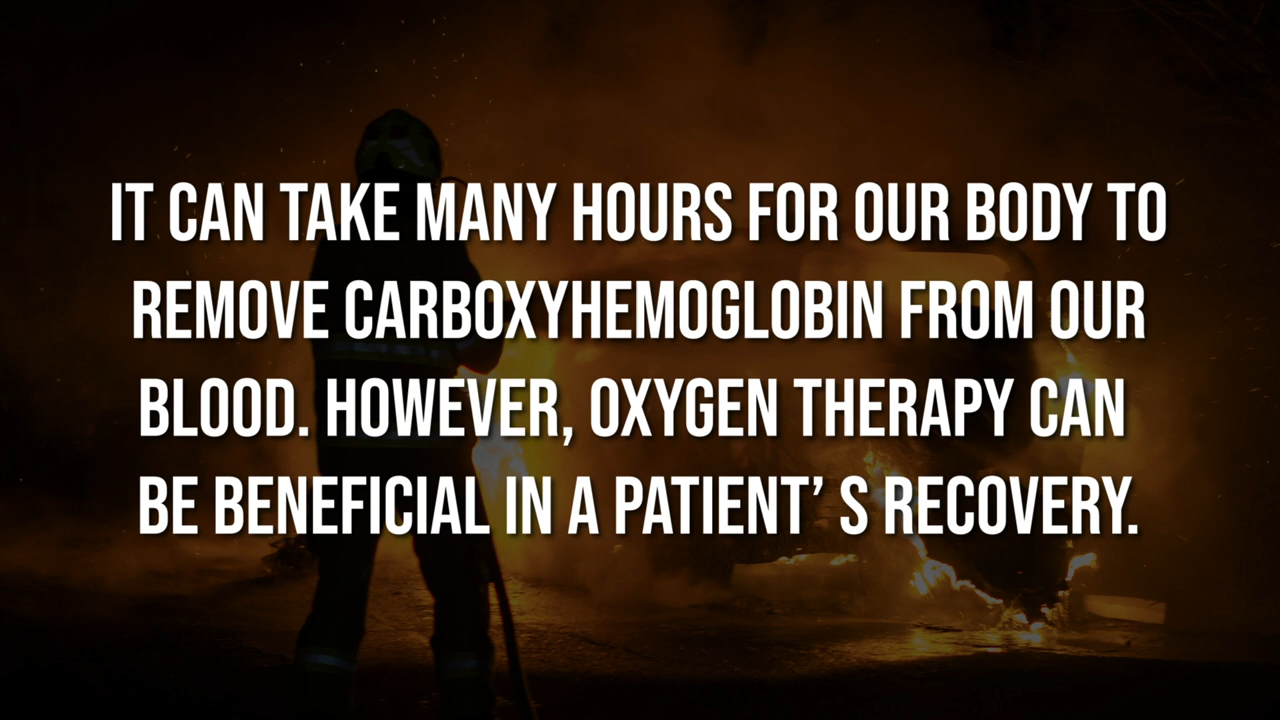 IT CAN TAKE MANY HOURS FOR OUR BODY TO
REMOVE CARBOXYHEMOGLOBIN FROM OUR
BLOOD. HOWEVER, OXYGEN THERAPY CAN
BE BENEFICIAL IN A PATIENT’ S RECOVERY.